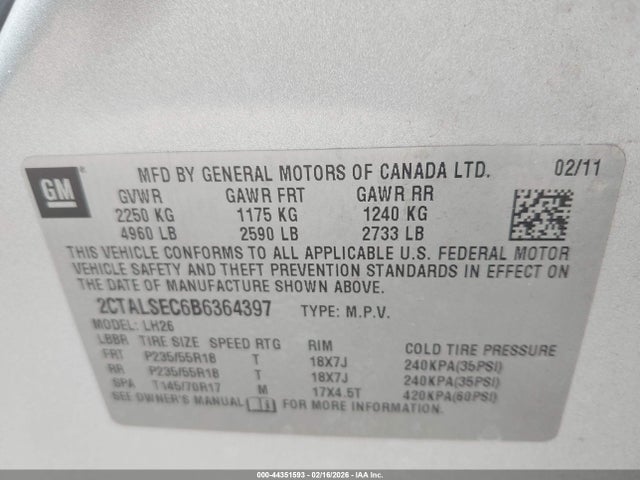 GM
MFD BY GENERAL MOTORS OF CANADA LTD. 02/11
GVWR GAWR FRT GAWR RR
2250 KG 1175 KG 1240 KG
4960 LB 2590 LB 2733 LB
THIS VEHICLE CONFORMS TO ALL APPLICABLE U.S. FEDERAL MOTOR
VEHICLE SAFETY AND THEFT PREVENTION STANDARDS IN EFFECT ON
THE DATE OF MANUFACTURE SHOWN ABOVE.
2CTALSEC6B6364397 TYPE: M.P.V.
MODEL: LH26
LBBR TIRE SIZE SPEED RTG RIM COLD TIRE PRESSURE
FRT P235/55R18 T 18X7J 240KPA(35PSI)
RR P235/55R18 T 18X7J 240KPA(35PSI)
SPA T145/70R17 M 17X4.5T 420KPA(60PSI)
SEE OWNER'S MANUAL FOR MORE INFORMATION.
000-44351593 - 02/16/2026 - IAA Inc.